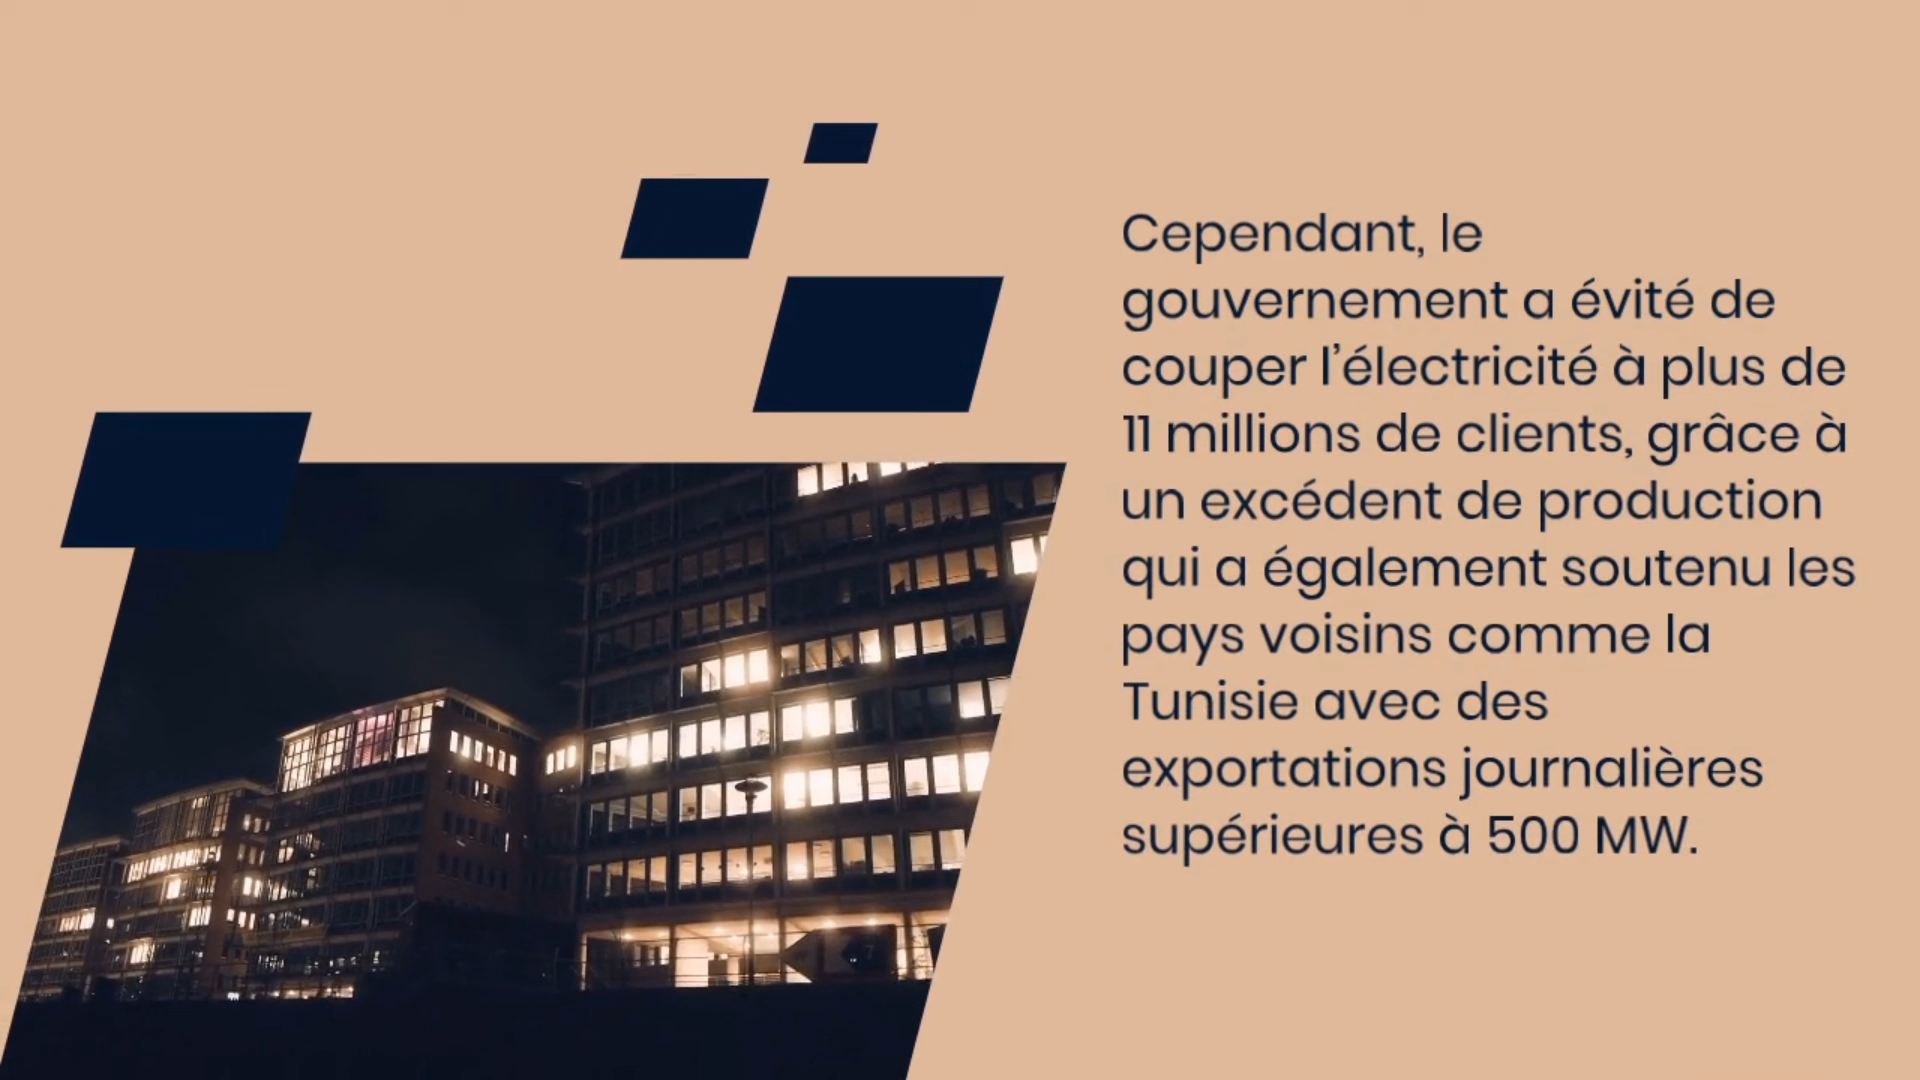 Cependant, le
gouvernement a évité de
couper l’électricité à plus de
11 millions de clients, grâce à
un excédent de production
qui a également soutenu les
pays voisins comme la
Tunisie avec des
exportations journalières
supérieures à 500 MW.